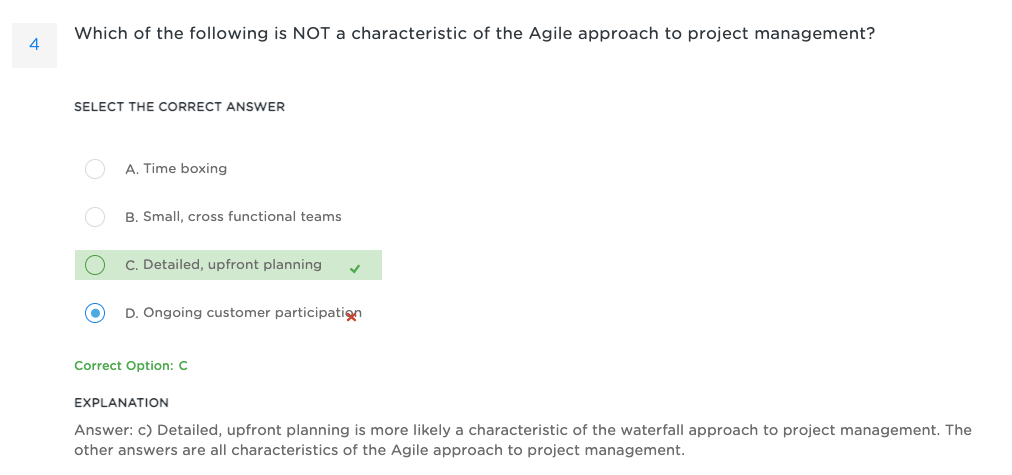 4
Which of the following is NOT a characteristic of the Agile approach to project management?
SELECT THE CORRECT ANSWER
A. Time boxing
B. Small, cross functional teams
C. Detailed, upfront planning
D. Ongoing customer participation
Correct Option: C
EXPLANATION
Answer: c) Detailed, upfront planning is more likely a characteristic of the waterfall approach to project management. The
other answers are all characteristics of the Agile approach to project management.